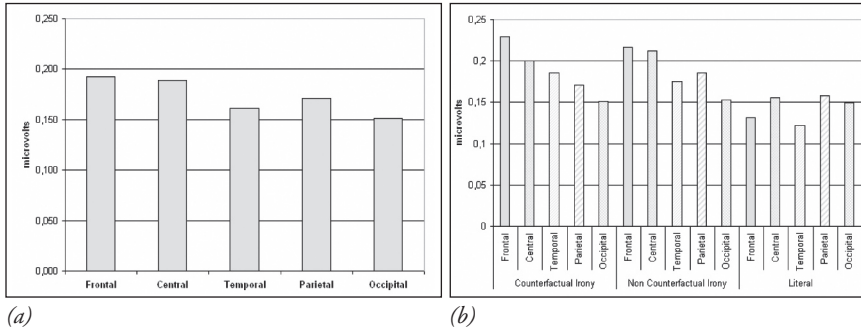 0,250
0,200
0,150
0,100
0,050
0,000
microvolts
Frontal Central Temporal Parietal Occipital
(a)
0,25
0,2
0,15
0,1
0,05
0
microvolts
Frontal Central Temporal Parietal Occipital Frontal Central Temporal Parietal Occipital Frontal Central Temporal Parietal Occipital
Counterfactual Irony Non Counterfactual Irony Literal
(b)